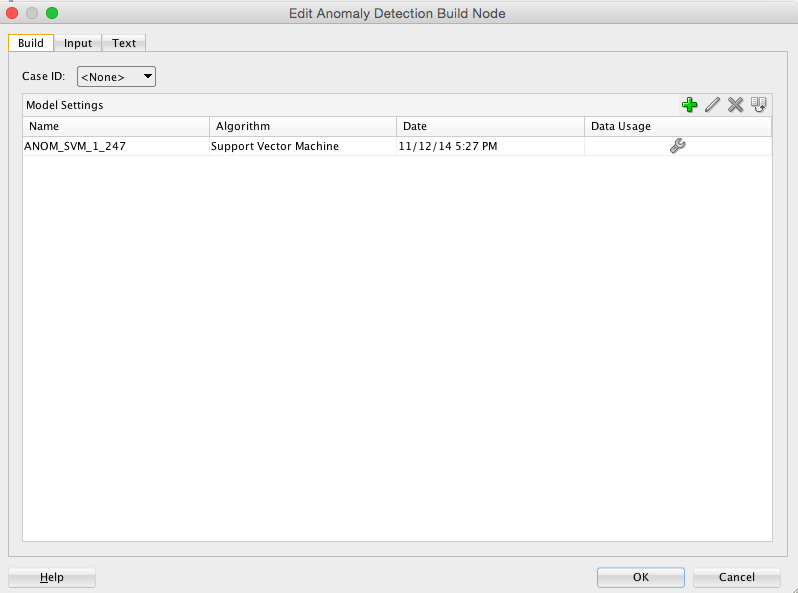 Edit Anomaly Detection Build Node
Build Input Text
Case ID: <None>
Model Settings
Name Algorithm Date Data Usage
ANOM_SVM_1_247 Support Vector Machine 11/12/14 5:27 PM
Help OK Cancel